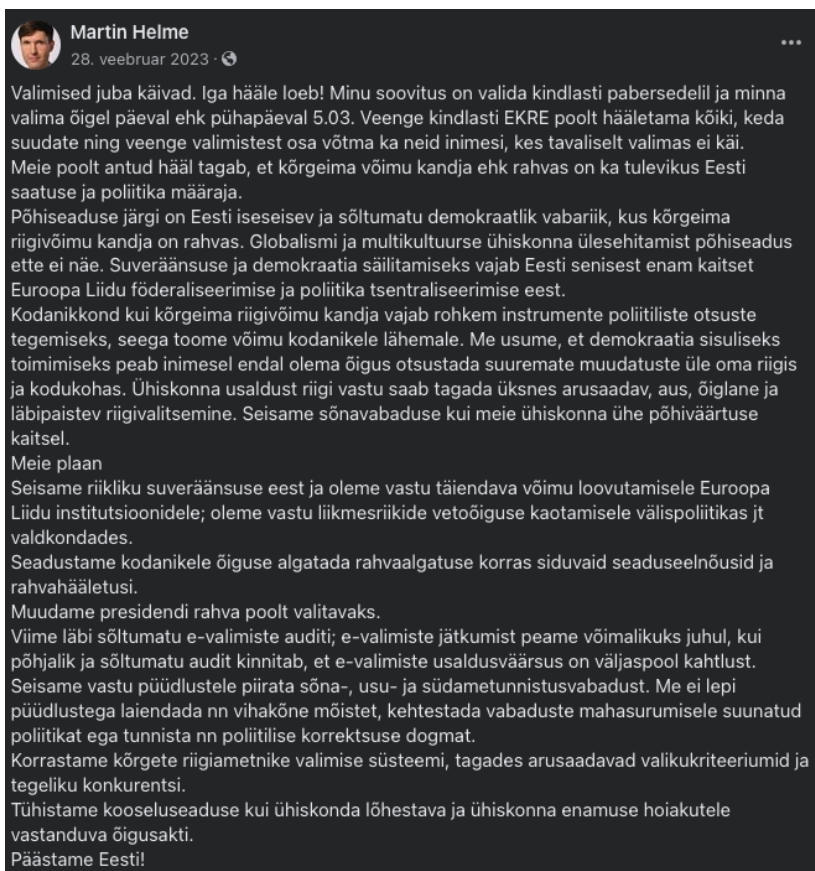 Martin Helme
28. veebruar 2023 ·
Valimised juba käivad. Iga hääle loeb! Minu soovitus on valida kindlasti pabersedelil ja minna
valima õigel päeval ehk pühapäeval 5.03. Veenge kindlasti EKRE poolt hääletama kõiki, keda
suudate ning veenge valimistest osa võtma ka neid inimesi, kes tavaliselt valimas ei käi.
Meie poolt antud hääl tagab, et kõrgeima võimu kandja ehk rahvas on ka tulevikus Eesti
saatuse ja poliitika määraja.
Põhiseaduse järgi on Eesti iseseisev ja sõltumatu demokraatlik vabariik, kus kõrgeima
riigivõimu kandja on rahvas. Globalismi ja multikultuurse ühiskonna ülesehitamist põhiseadus
ette ei näe. Suveräänsuse ja demokraatia säilitamiseks vajab Eesti senisest enam kaitset
Euroopa Liidu föderaliseerimise ja poliitika tsentraliseerimise eest.
Kodanikkond kui kõrgeima riigivõimu kandja vajab rohkem instrumente poliitiliste otsuste
tegemiseks, seega toome võimu kodanikele lähemale. Me usume, et demokraatia sisuliseks
toimimiseks peab inimesel endal olema õigus otsustada suuremate muudatuste üle oma riigis
ja kodukohas. Ühiskonna usaldust riigi vastu saab tagada üksnes arusaadav, aus, õiglane ja
läbipaistev riigivalitsemine. Seisame sõnavabaduse kui meie ühiskonna ühe põhiväärtuse
kaitsel.
Meie plaan
Seisame riikliku suveräänsuse eest ja oleme vastu täiendava võimu loovutamisele Euroopa
Liidu institutsioonidele; oleme vastu liikmesriikide vetoõiguse kaotamisele välispoliitikas jt
valdkondades.
Seadustame kodanikele õiguse algatada rahvaalgatuse korras siduvaid seaduseelnõusid ja
rahvahääletusi.
Muudame presidendi rahva poolt valitavaks.
Viime läbi sõltumatu e-valimiste auditi; e-valimiste jätkumist peame võimalikuks juhul, kui
põhjalik ja sõltumatu audit kinnitab, et e-valimiste usaldusväärsus on väljaspool kahtlust.
Seisame vastu püüdlustele piirata sõna-, usu- ja südametunnistusvabadust. Me ei lepi
püüdlustega laiendada nn vihakõne mõistet, kehtestada vabaduste mahasurumisele suunatud
poliitikat ega tunnista nn poliitilise korrektsuse dogmat.
Korrastame kõrgete riigiametnike valimise süsteemi, tagades arusaadavad valikukriteeriumid ja
tegeliku konkurentsi.
Tühistame kooseluseaduse kui ühiskonda lõhestava ja ühiskonna enamuse hoiakutele
vastanduva õigusakti.
Päästame Eesti!